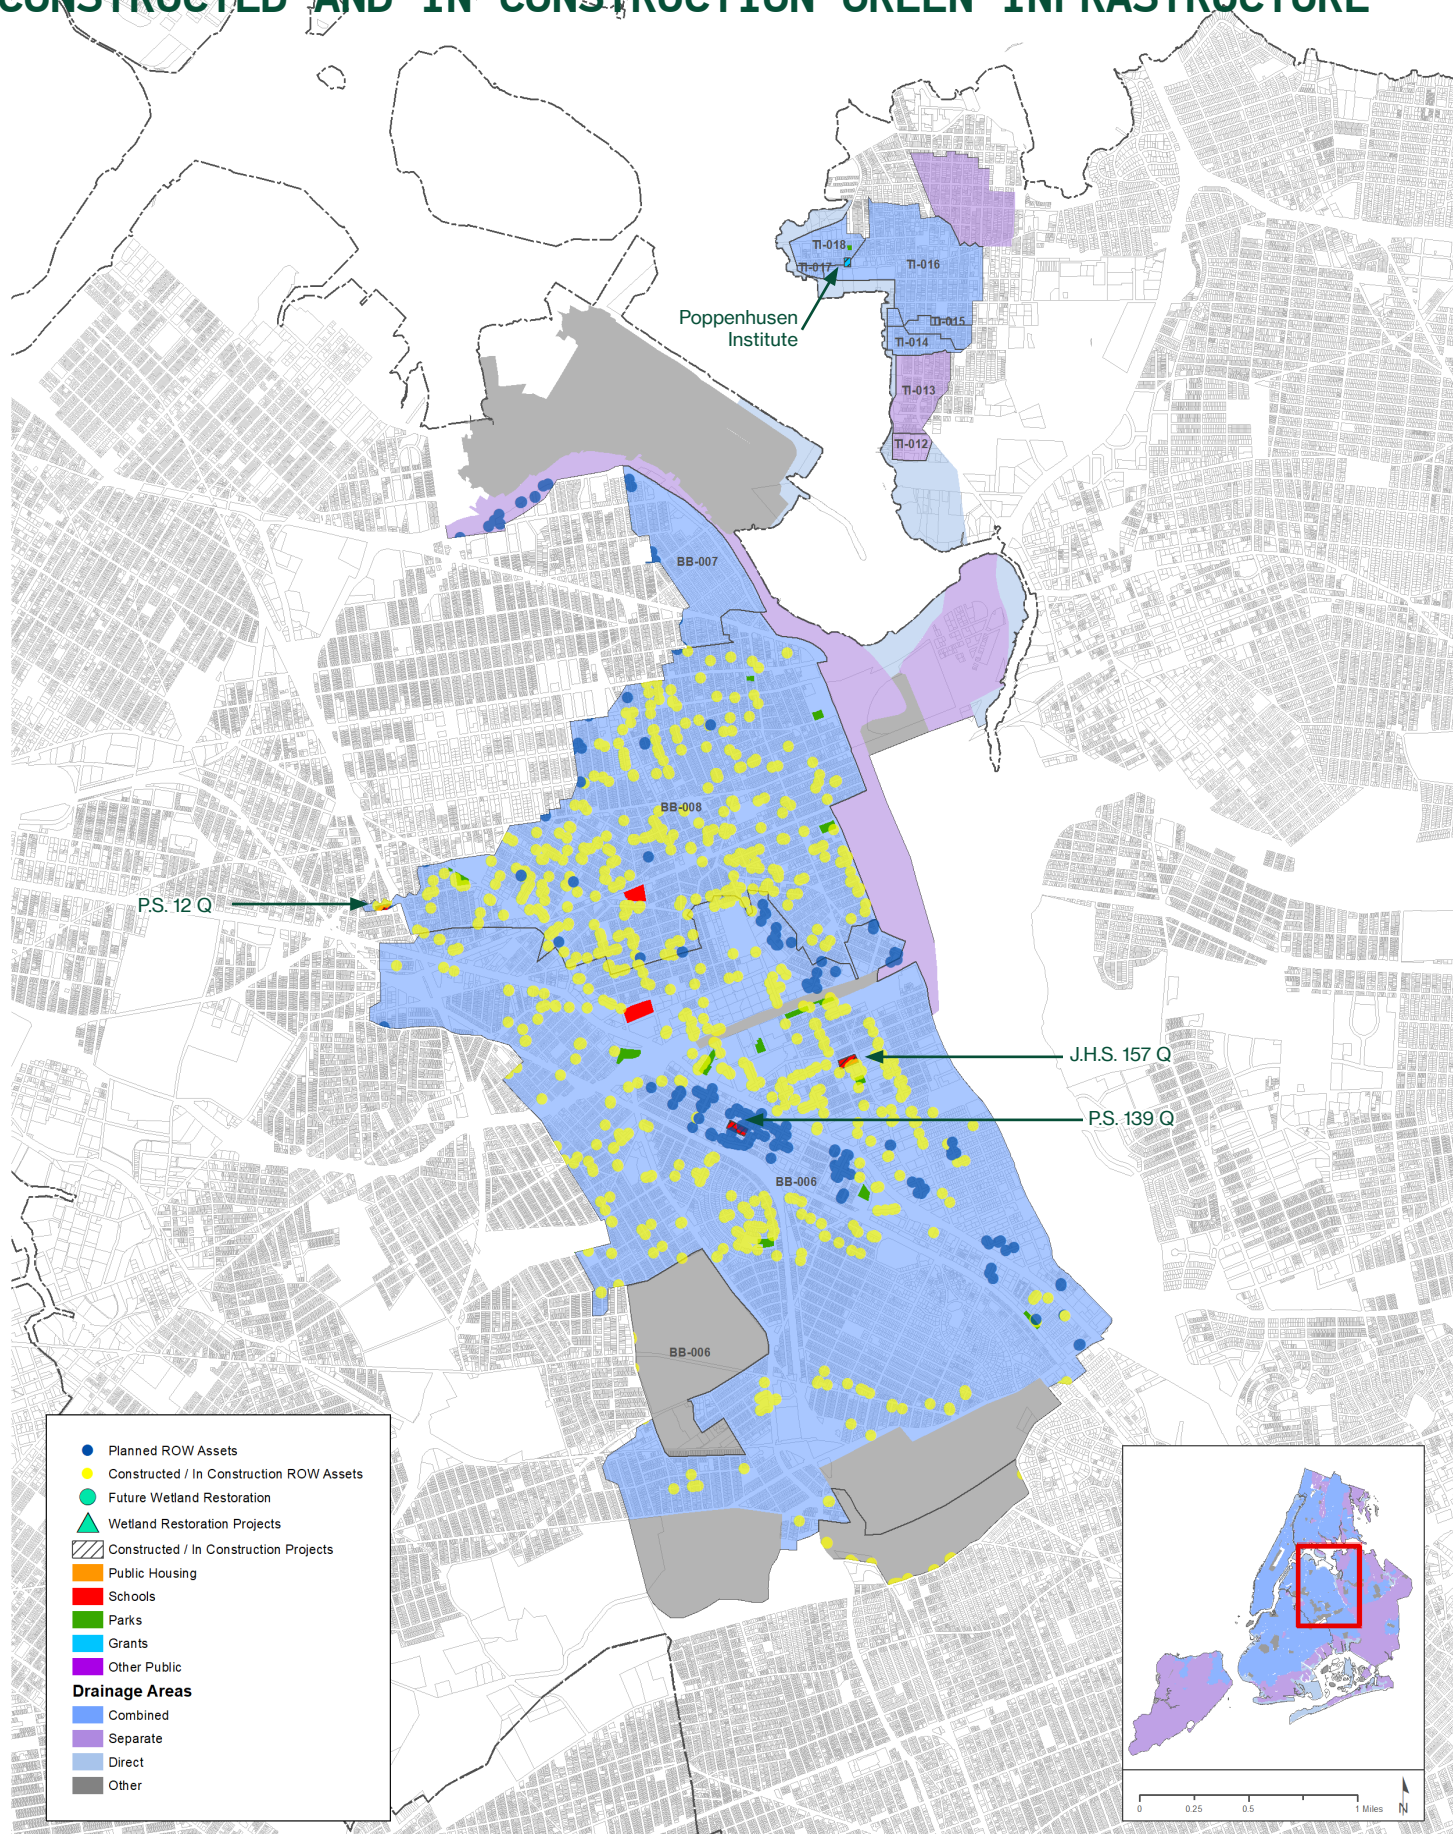 CONSTRUCTED AND IN CONSTRUCTION GREEN INFRASTRUCTURE
TI-018
TI-017
TI-016
Poppenhusen
Institute
TI-015
TI-014
TI-013
TI-012
BB-007
BB-008
P.S. 12 Q
J.H.S. 157 Q
P.S. 139 Q
BB-006
BB-006
Planned ROW Assets
Constructed / In Construction ROW Assets
Future Wetland Restoration
Wetland Restoration Projects
Constructed / In Construction Projects
Public Housing
Schools
Parks
Grants
Other Public
Drainage Areas
Combined
Separate
Direct
Other
0 0.25 0.5 1 Miles
N